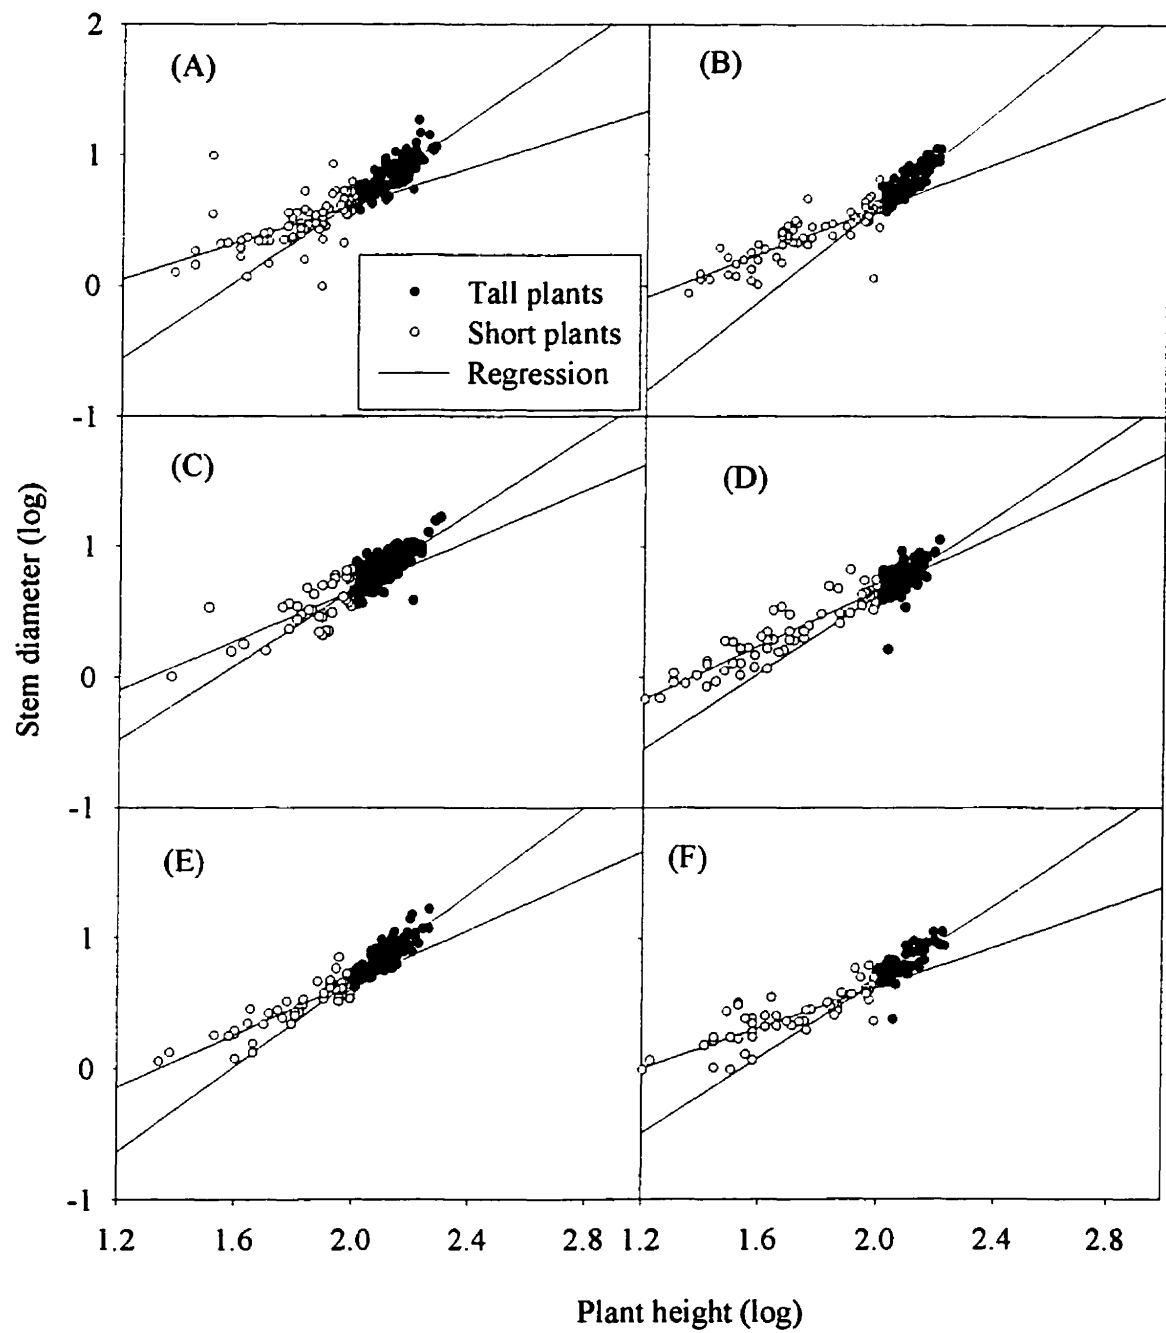 2
(A)
(B)
1
0
Tall plants
Short plants
Regression
-1
(C)
(D)
1
Stem diameter (log)
0
-1
(E)
(F)
1
0
-1
1.2 1.6 2.0 2.4 2.8 1.2 1.6 2.0 2.4 2.8
Plant height (log)